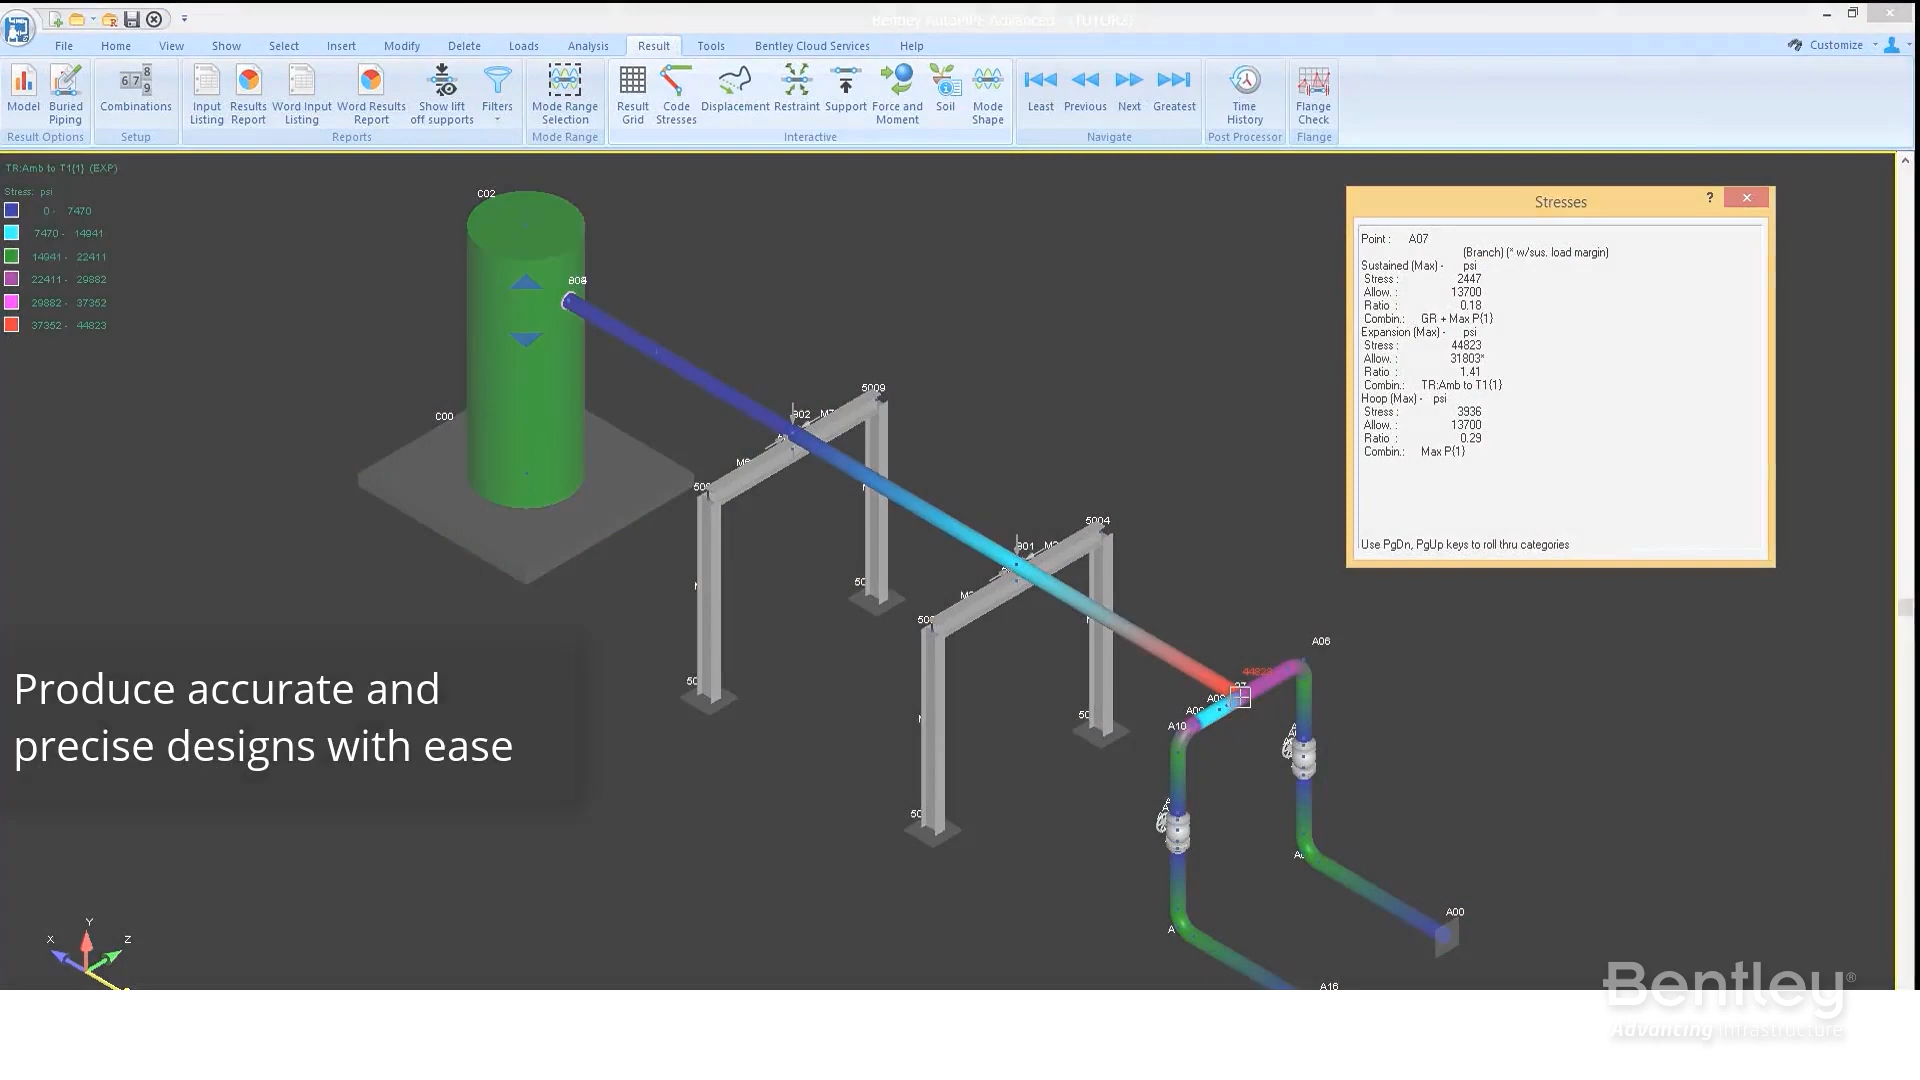 Bentley AutoPIPE Advanced - (TUTOR2)
File Home View Show Select Insert Modify Delete Loads Analysis Result Tools Bentley Cloud Services Help Customize
Model Buried Piping Combinations Input Listing Results Report Word Input Listing Word Results Report Show lift off supports Filters Mode Range Selection Result Grid Code Stresses Displacement Restraint Support Force and Moment Soil Mode Shape Least Previous Next Greatest Time History Flange Check
Result Options Setup Reports Mode Range Interactive Navigate Post Processor Flange
TR:Amb to T1{1} (EXP)
Stress: psi
0 - 7470
7470 - 14941
14941 - 22411
22411 - 29882
29882 - 37352
37352 - 44823
C02
C00
5009
B02
5004
A06
44823
A10
A00
A16
Stresses
?
Point : A07
(Branch) (* w/sus. load margin)
Sustained (Max) - psi
Stress : 2447
Allow. : 13700
Ratio : 0.18
Combin.: GR + Max P{1}
Expansion (Max) - psi
Stress : 44823
Allow. : 31803*
Ratio : 1.41
Combin.: TR:Amb to T1{1}
Hoop (Max) - psi
Stress : 3936
Allow. : 13700
Ratio : 0.29
Combin.: Max P{1}
Use PgDn, PgUp keys to roll thru categories
Produce accurate and
precise designs with ease
Y
X Z
Bentley®
Advancing Infrastructure